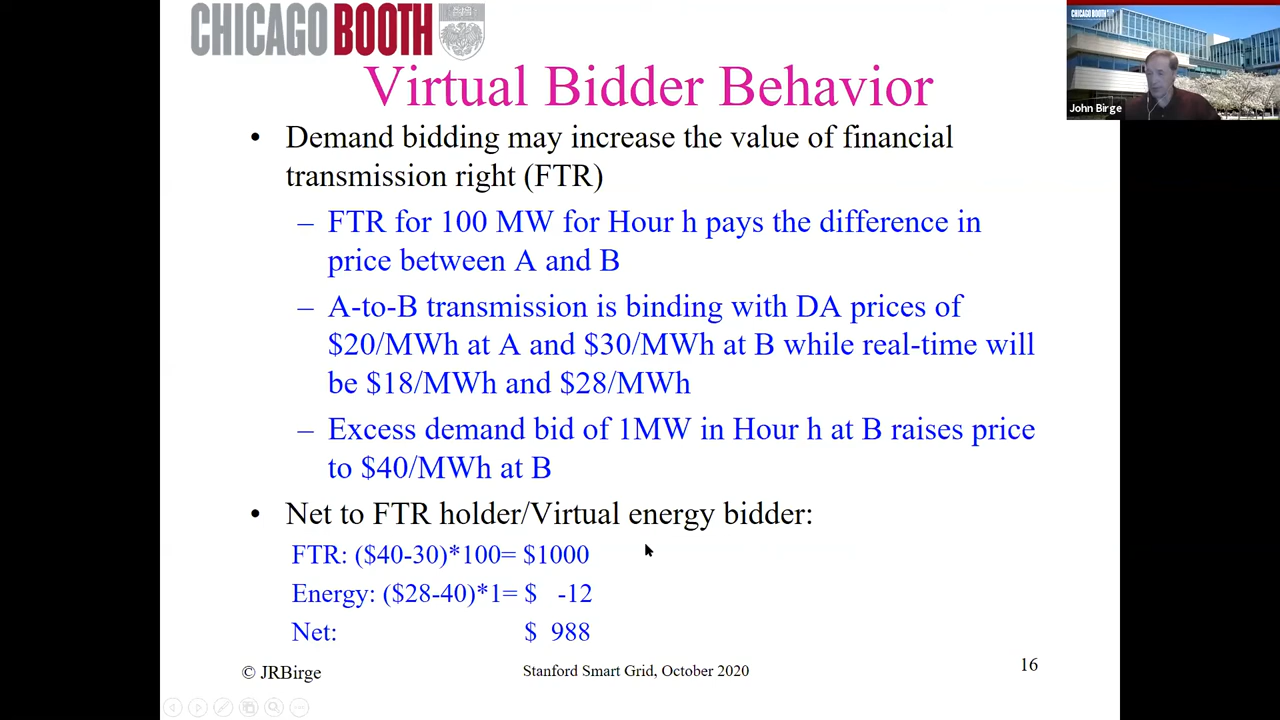 CHICAGO BOOTH
CHICAGO BOOTH
John Birge
Virtual Bidder Behavior
• Demand bidding may increase the value of financial
transmission right (FTR)
– FTR for 100 MW for Hour h pays the difference in
price between A and B
– A-to-B transmission is binding with DA prices of
$20/MWh at A and $30/MWh at B while real-time will
be $18/MWh and $28/MWh
– Excess demand bid of 1MW in Hour h at B raises price
to $40/MWh at B
• Net to FTR holder/Virtual energy bidder:
FTR: ($40-30)*100= $1000
Energy: ($28-40)*1= $ -12
Net: $ 988
© JRBirge
Stanford Smart Grid, October 2020
16